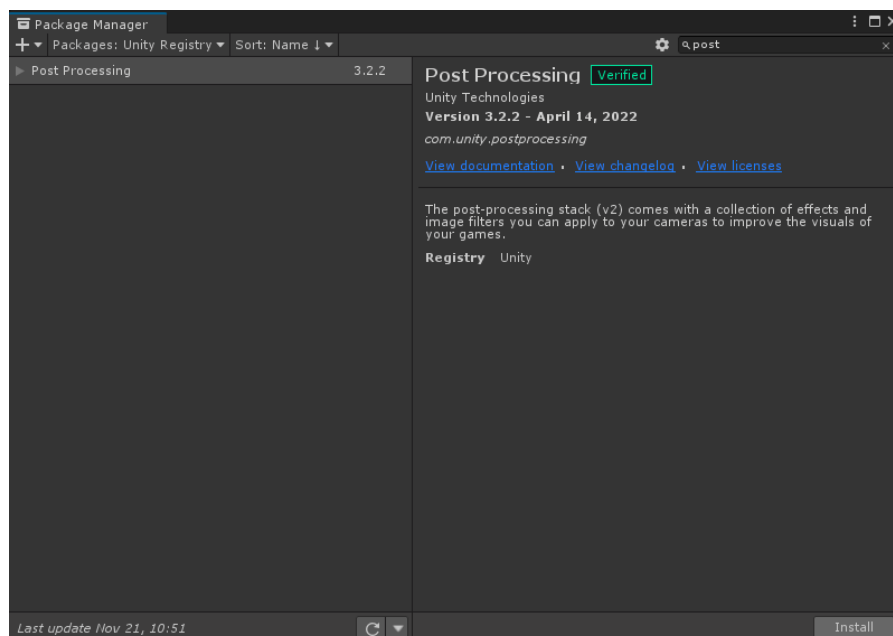 Package Manager
Packages: Unity Registry Sort: Name ↓ post
Post Processing 3.2.2
Post Processing Verified
Unity Technologies
Version 3.2.2 - April 14, 2022
com.unity.postprocessing
View documentation • View changelog • View licenses
The post-processing stack (v2) comes with a collection of effects and
image filters you can apply to your cameras to improve the visuals of
your games.
Registry Unity
Last update Nov 21, 10:51
Install